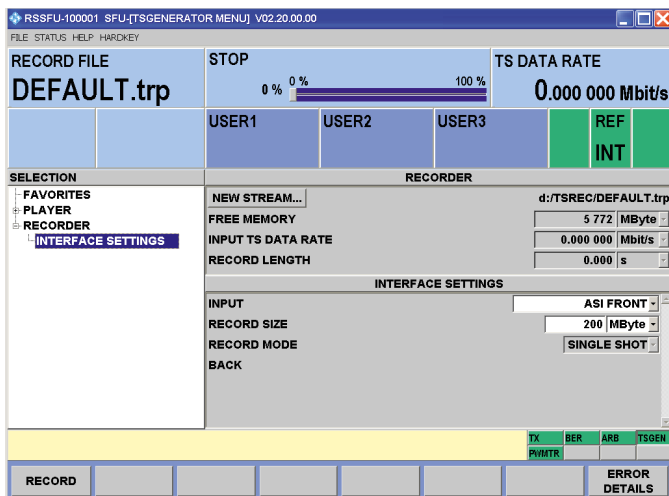 RSSFU-100001 SFU-[TSGENERATOR MENU] V02.20.00.00
FILE STATUS HELP HARDKEY
RECORD FILE
DEFAULT.trp
STOP
0 % 0 % 100 %
TS DATA RATE
0.000 000 Mbit/s
USER1 USER2 USER3
REF
INT
SELECTION
FAVORITES
PLAYER
RECORDER
INTERFACE SETTINGS
RECORDER
NEW STREAM... d:/TSREC/DEFAULT.trp
FREE MEMORY 5 772 MByte
INPUT TS DATA RATE 0.000 000 Mbit/s
RECORD LENGTH 0.000 s
INTERFACE SETTINGS
INPUT ASI FRONT
RECORD SIZE 200 MByte
RECORD MODE SINGLE SHOT
BACK
TX BER ARB TSGEN
PWMTR
RECORD
ERROR
DETAILS